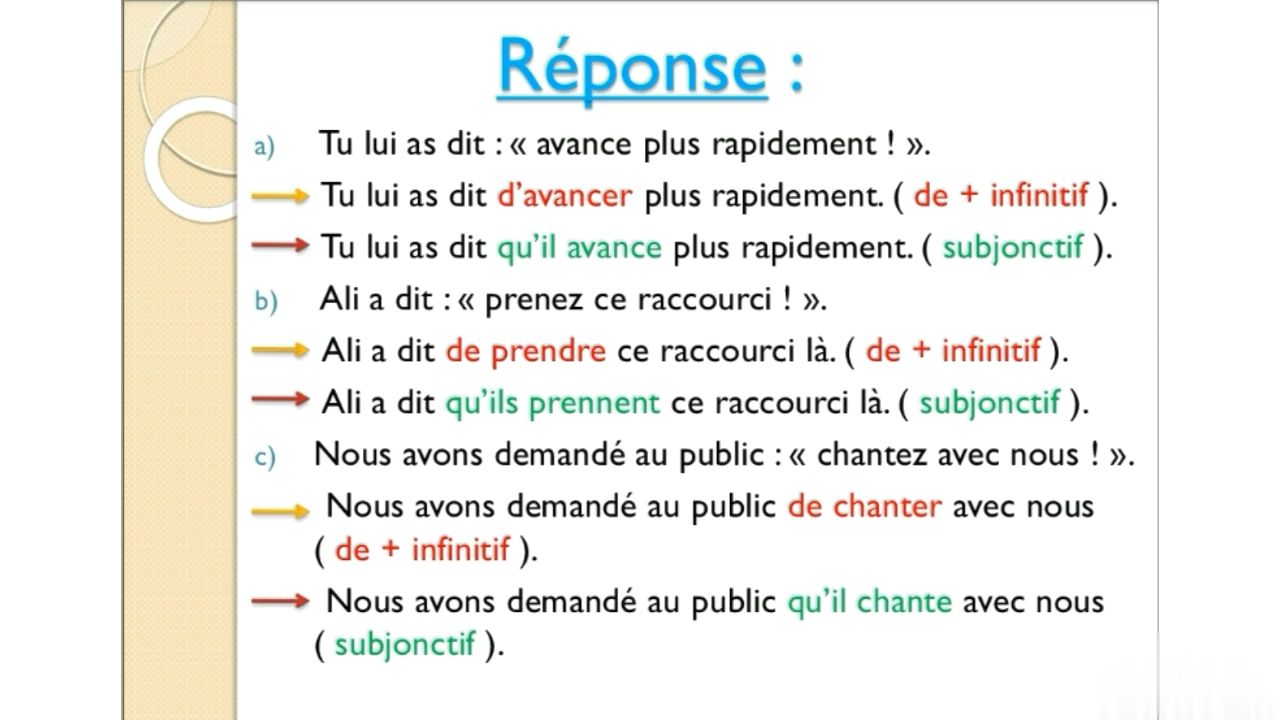 Réponse :
a) Tu lui as dit : « avance plus rapidement ! ».
Tu lui as dit d'avancer plus rapidement. ( de + infinitif ).
Tu lui as dit qu'il avance plus rapidement. ( subjonctif ).
b) Ali a dit : « prenez ce raccourci ! ».
Ali a dit de prendre ce raccourci là. ( de + infinitif ).
Ali a dit qu'ils prennent ce raccourci là. ( subjonctif ).
c) Nous avons demandé au public : « chantez avec nous ! ».
Nous avons demandé au public de chanter avec nous
( de + infinitif ).
Nous avons demandé au public qu'il chante avec nous
( subjonctif ).